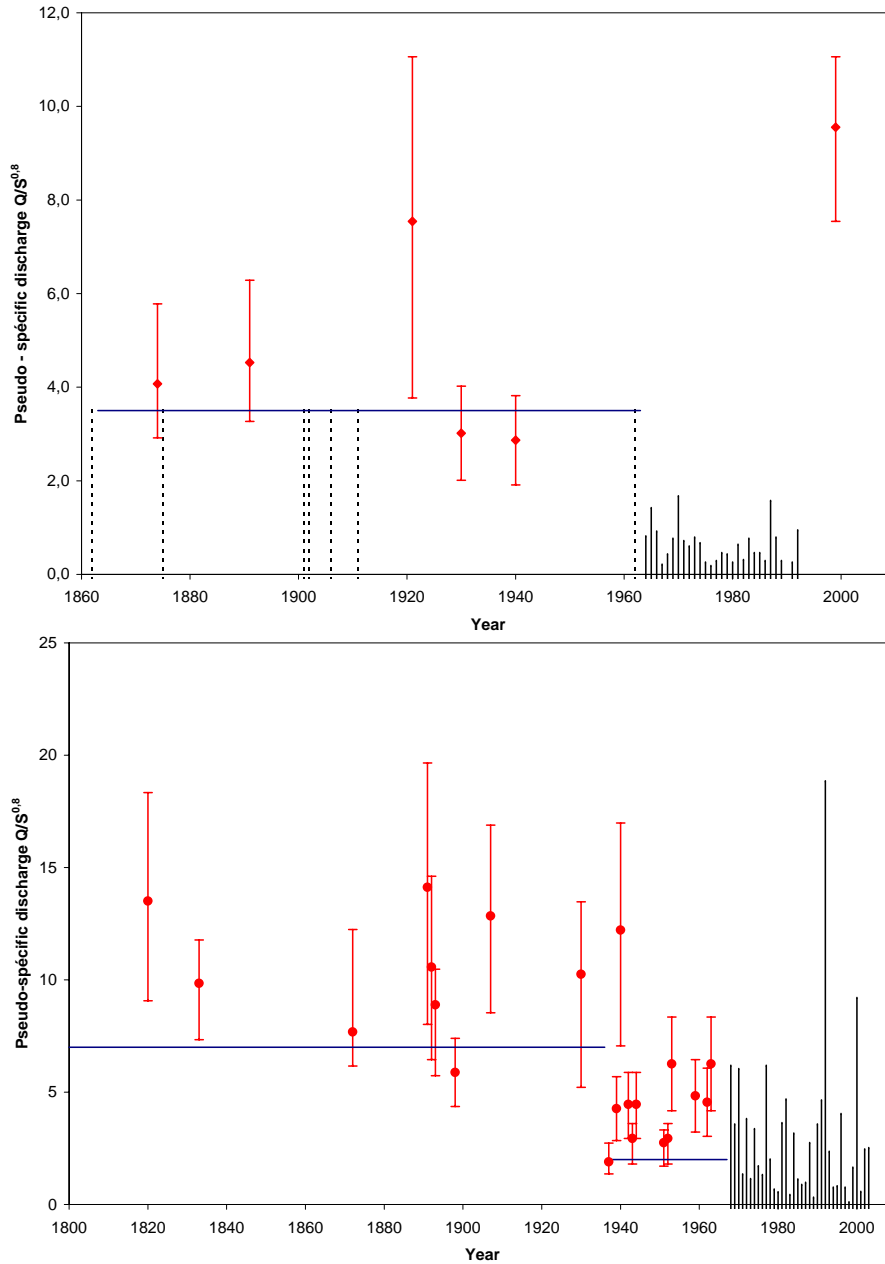 12,0
10,0
8,0
6,0
4,0
2,0
0,0
Pseudo - spécific discharge Q/S0,8
1860 1880 1900 1920 1940 1960 1980 2000
Year
25
20
15
10
5
0
Pseudo-spécific discharge Q/S0,8
1800 1820 1840 1860 1880 1900 1920 1940 1960 1980 2000
Year